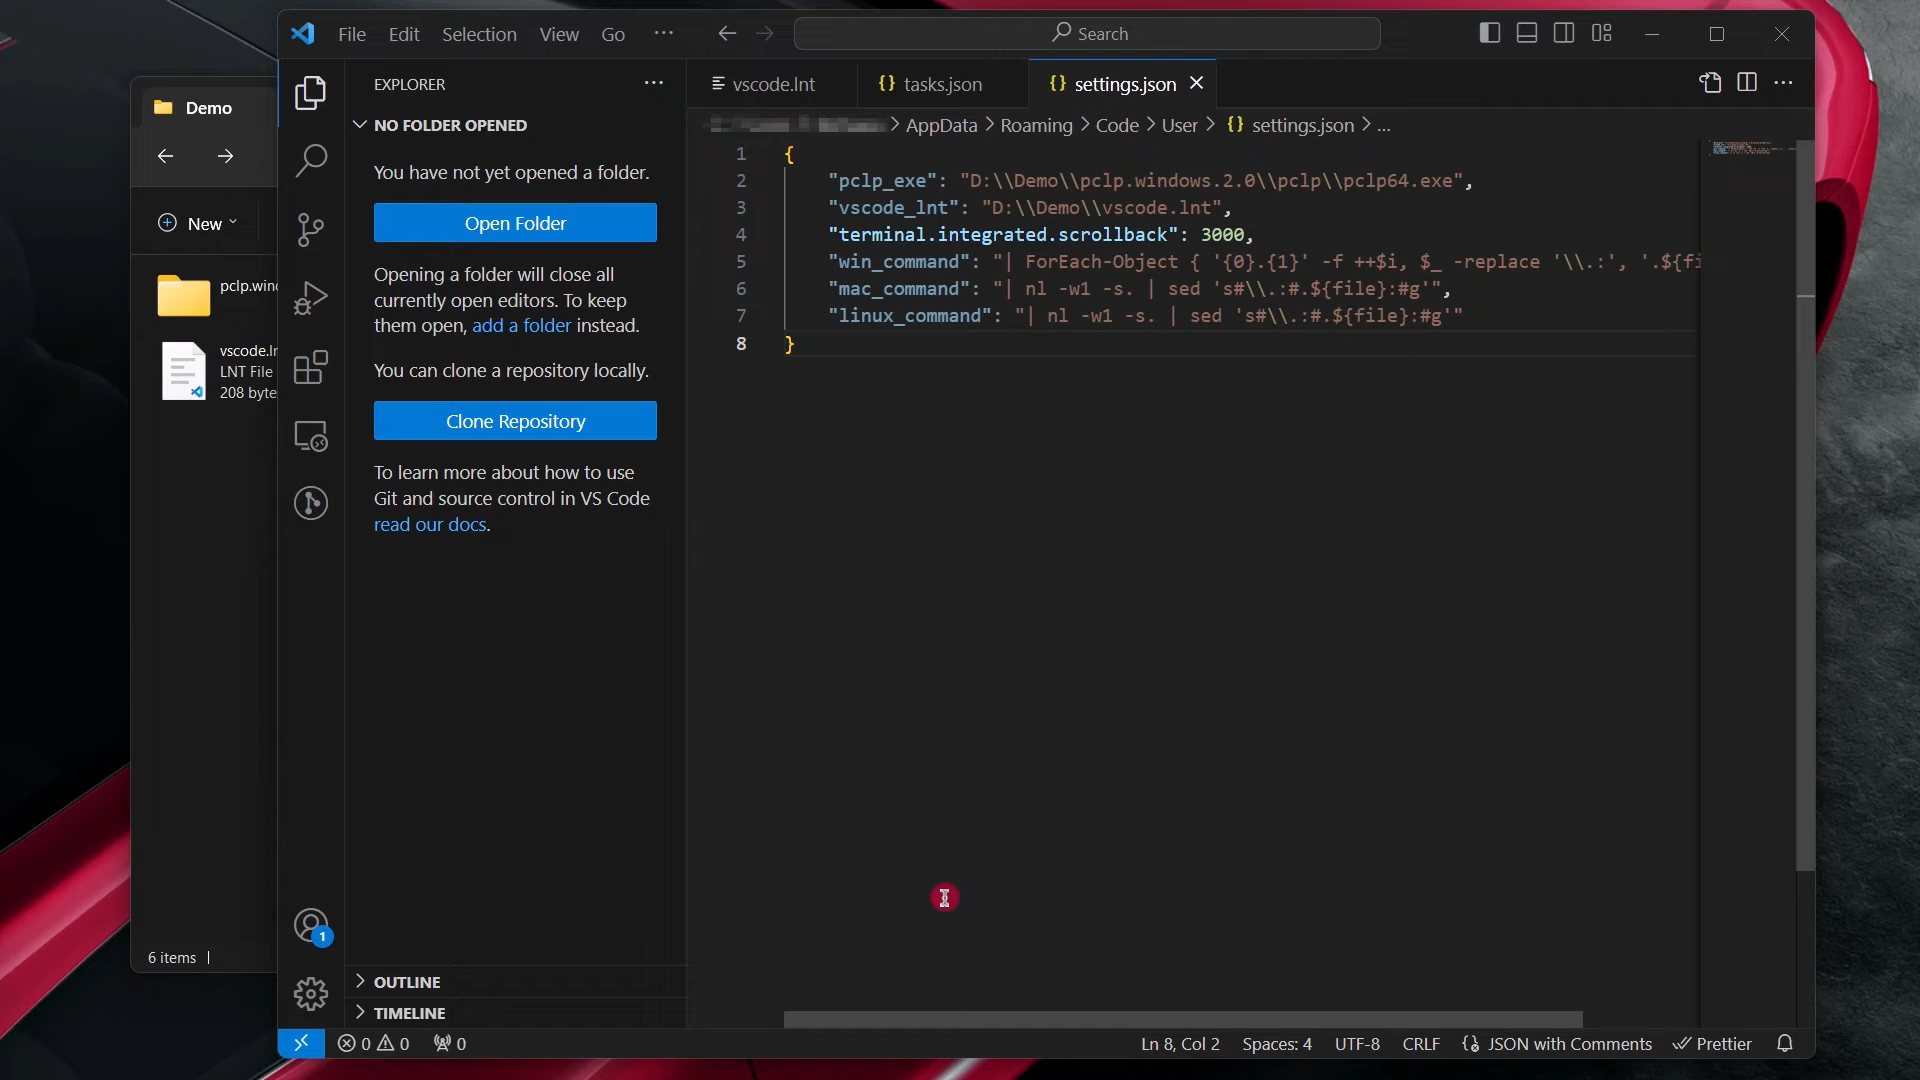 File Edit Selection View Go ···
Search
Demo
New
pclp.wind
vscode.ln
LNT File
208 byte
6 items
EXPLORER
NO FOLDER OPENED
You have not yet opened a folder.
Open Folder
Opening a folder will close all
currently open editors. To keep
them open, add a folder instead.
You can clone a repository locally.
Clone Repository
To learn more about how to use
Git and source control in VS Code
read our docs.
1
OUTLINE
TIMELINE
vscode.lnt {} tasks.json {} settings.json
> AppData > Roaming > Code > User > {} settings.json > ...
1 {
2 "pclp_exe": "D:\\Demo\\pclp.windows.2.0\\pclp\\pclp64.exe",
3 "vscode_lnt": "D:\\Demo\\vscode.lnt",
4 "terminal.integrated.scrollback": 3000,
5 "win_command": "| ForEach-Object { '{0}.{1}' -f ++$i, $_ -replace '\\.:', '.${fi
6 "mac_command": "| nl -w1 -s. | sed 's#\\.:#.${file}:#g'",
7 "linux_command": "| nl -w1 -s. | sed 's#\\.:#.${file}:#g'"
8 }
0 0 0 Ln 8, Col 2 Spaces: 4 UTF-8 CRLF JSON with Comments Prettier